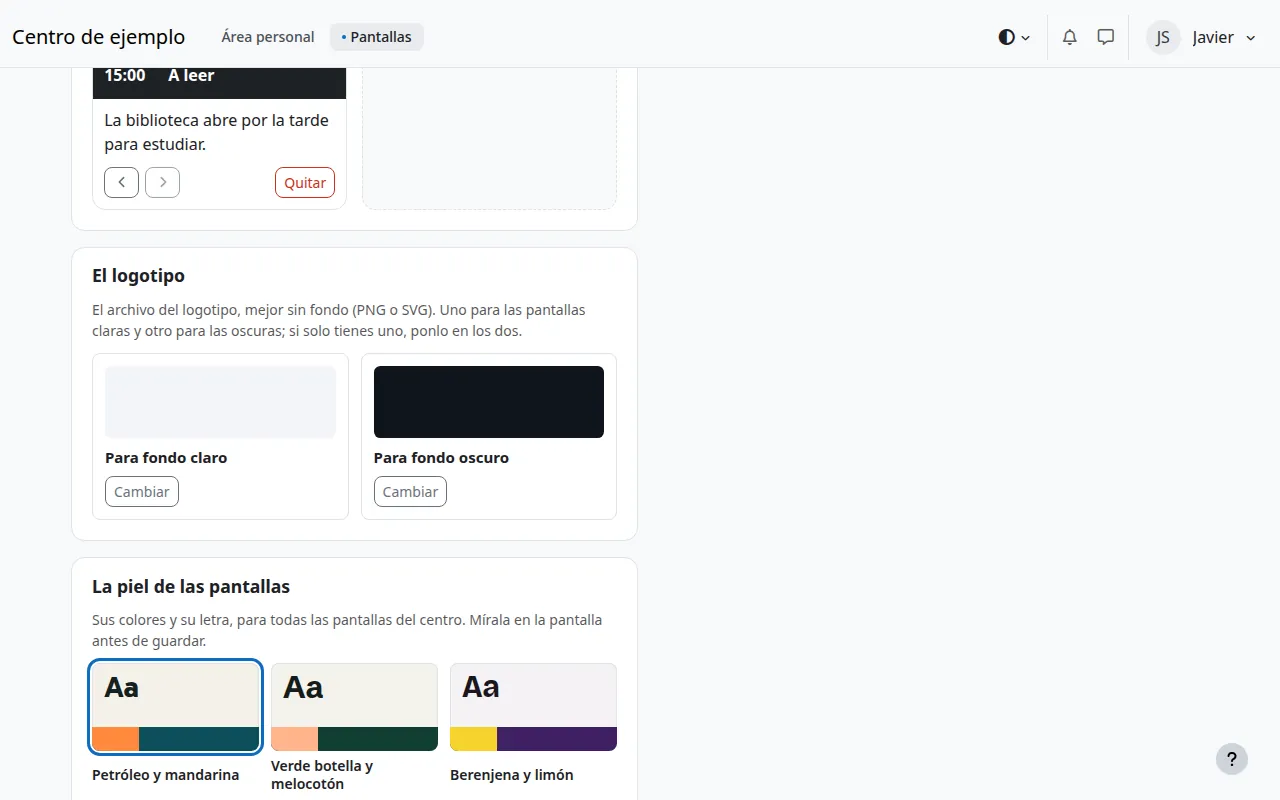 Centro de ejemplo
Área personal
Pantallas
JS
Javier
15:00 A leer
La biblioteca abre por la tarde
para estudiar.
Quitar
El logotipo
El archivo del logotipo, mejor sin fondo (PNG o SVG). Uno para las pantallas
claras y otro para las oscuras; si solo tienes uno, ponlo en los dos.
Para fondo claro
Cambiar
Para fondo oscuro
Cambiar
La piel de las pantallas
Sus colores y su letra, para todas las pantallas del centro. Mírala en la pantalla
antes de guardar.
Aa
Petróleo y mandarina
Aa
Verde botella y
melocotón
Aa
Berenjena y limón
?